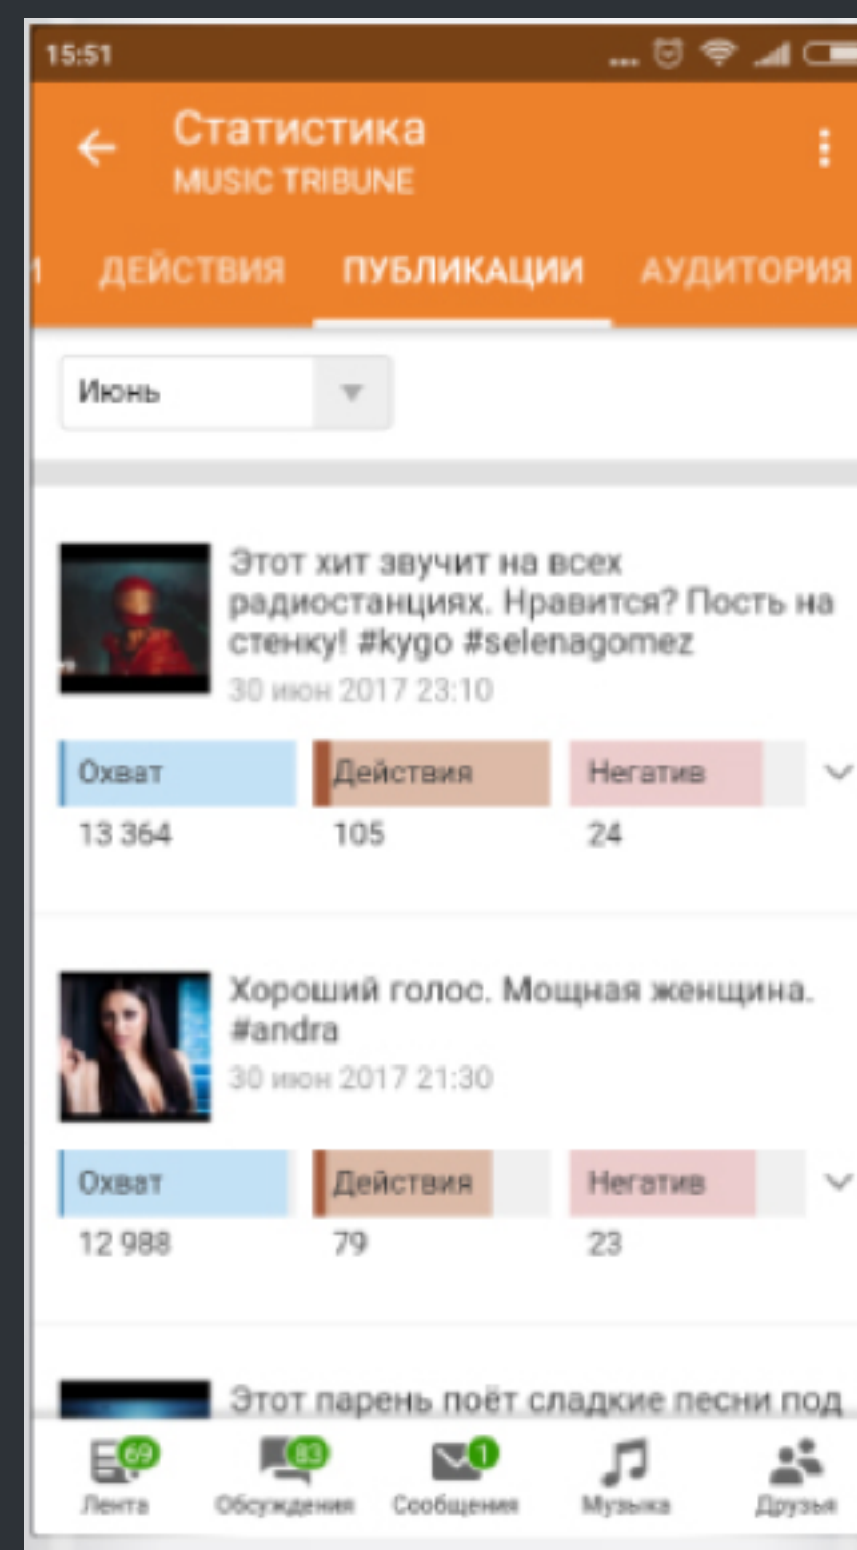 15:51
Статистика
MUSIC TRIBUNE
И ДЕЙСТВИЯ ПУБЛИКАЦИИ АУДИТОРИЯ
Июнь
Этот хит звучит на всех
радиостанциях. Нравится? Пость на
стенку! #kygo #selenagomez
30 июн 2017 23:10
Охват Действия Негатив
13 364 105 24
Хороший голос. Мощная женщина.
#andra
30 июн 2017 21:30
Охват Действия Негатив
12 988 79 23
Этот парень поёт сладкие песни под
69 83 1
Лента Обсуждения Сообщения Музыка Друзья